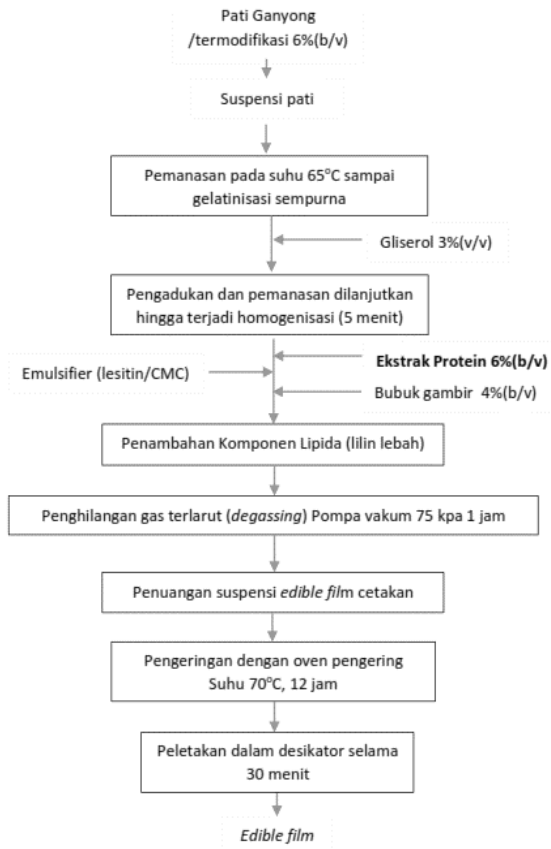 Pati Ganyong
/termodifikasi 6%(b/v)
Suspensi pati
Pemanasan pada suhu 65°C sampai
gelatinisasi sempurna
Gliserol 3%(v/v)
Pengadukan dan pemanasan dilanjutkan
hingga terjadi homogenisasi (5 menit)
Ekstrak Protein 6%(b/v)
Emulsifier (lesitin/CMC)
Bubuk gambir 4%(b/v)
Penambahan Komponen Lipida (lilin lebah)
Penghilangan gas terlarut (degassing) Pompa vakum 75 kpa 1 jam
Penuangan suspensi edible film cetakan
Pengeringan dengan oven pengering
Suhu 70°C, 12 jam
Peletakan dalam desikator selama
30 menit
Edible film